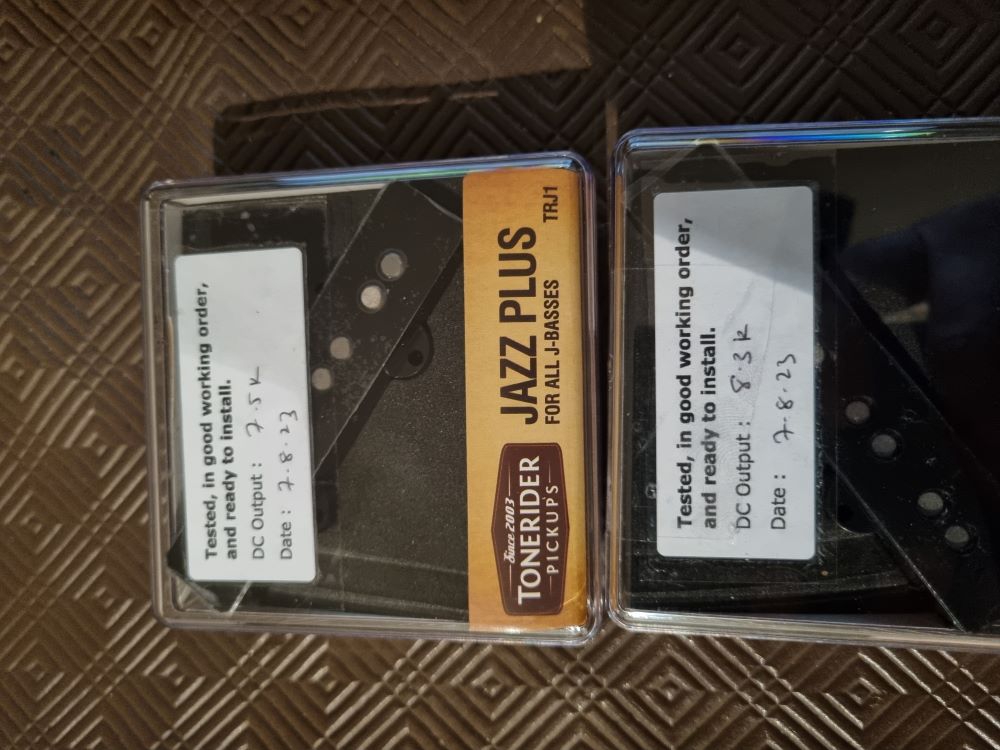 Tested, in good working order,
and ready to install.
DC Output : 7.5 K
Date : 7.8.23
Since 2003
TONERIDER
PICKUPS
JAZZ PLUS
FOR ALL J-BASSES
TRJ1
Tested, in good working order,
and ready to install.
DC Output : 8.3 K
Date : 7.8.23